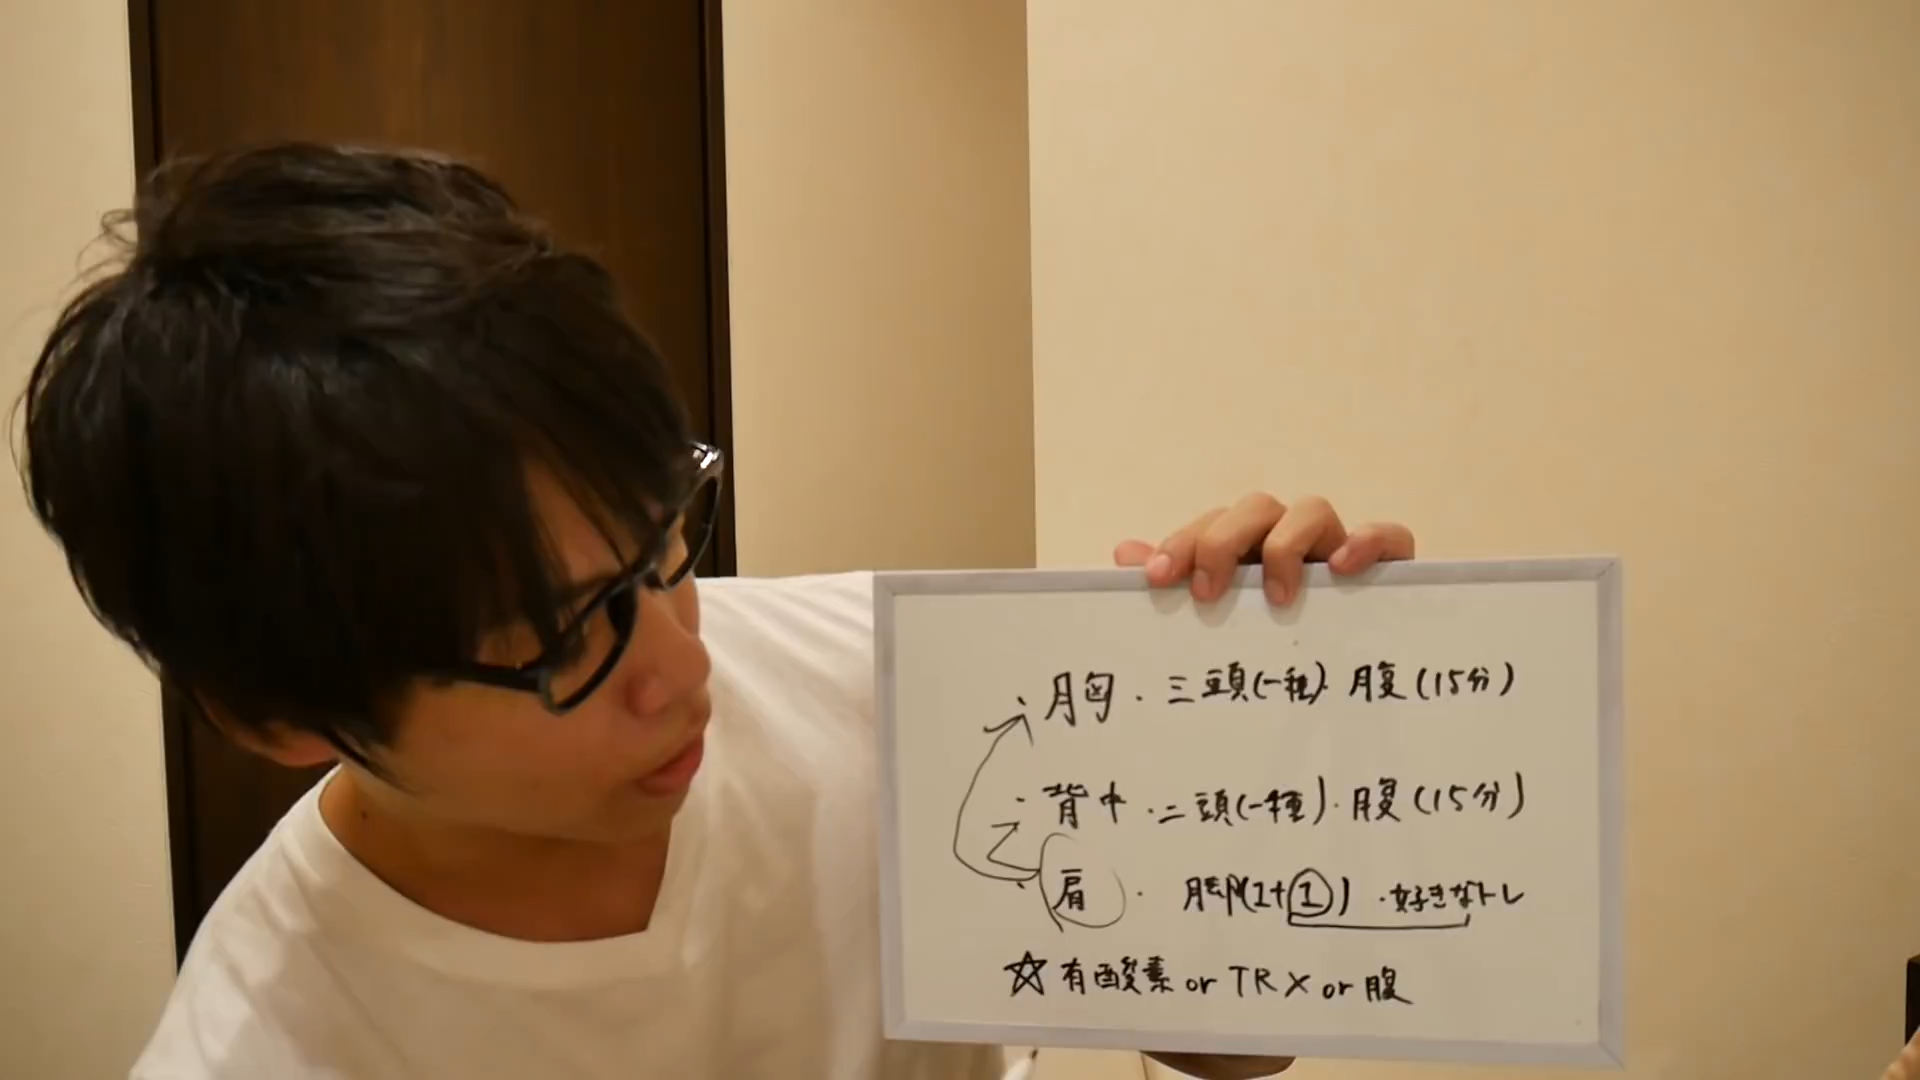 ・胸・三頭(一種)・腹(15分)
・背中・二頭(一種)・腹(15分)
・肩・脚(1+①)・好きなトレ
☆有酸素 or TRX or 腹